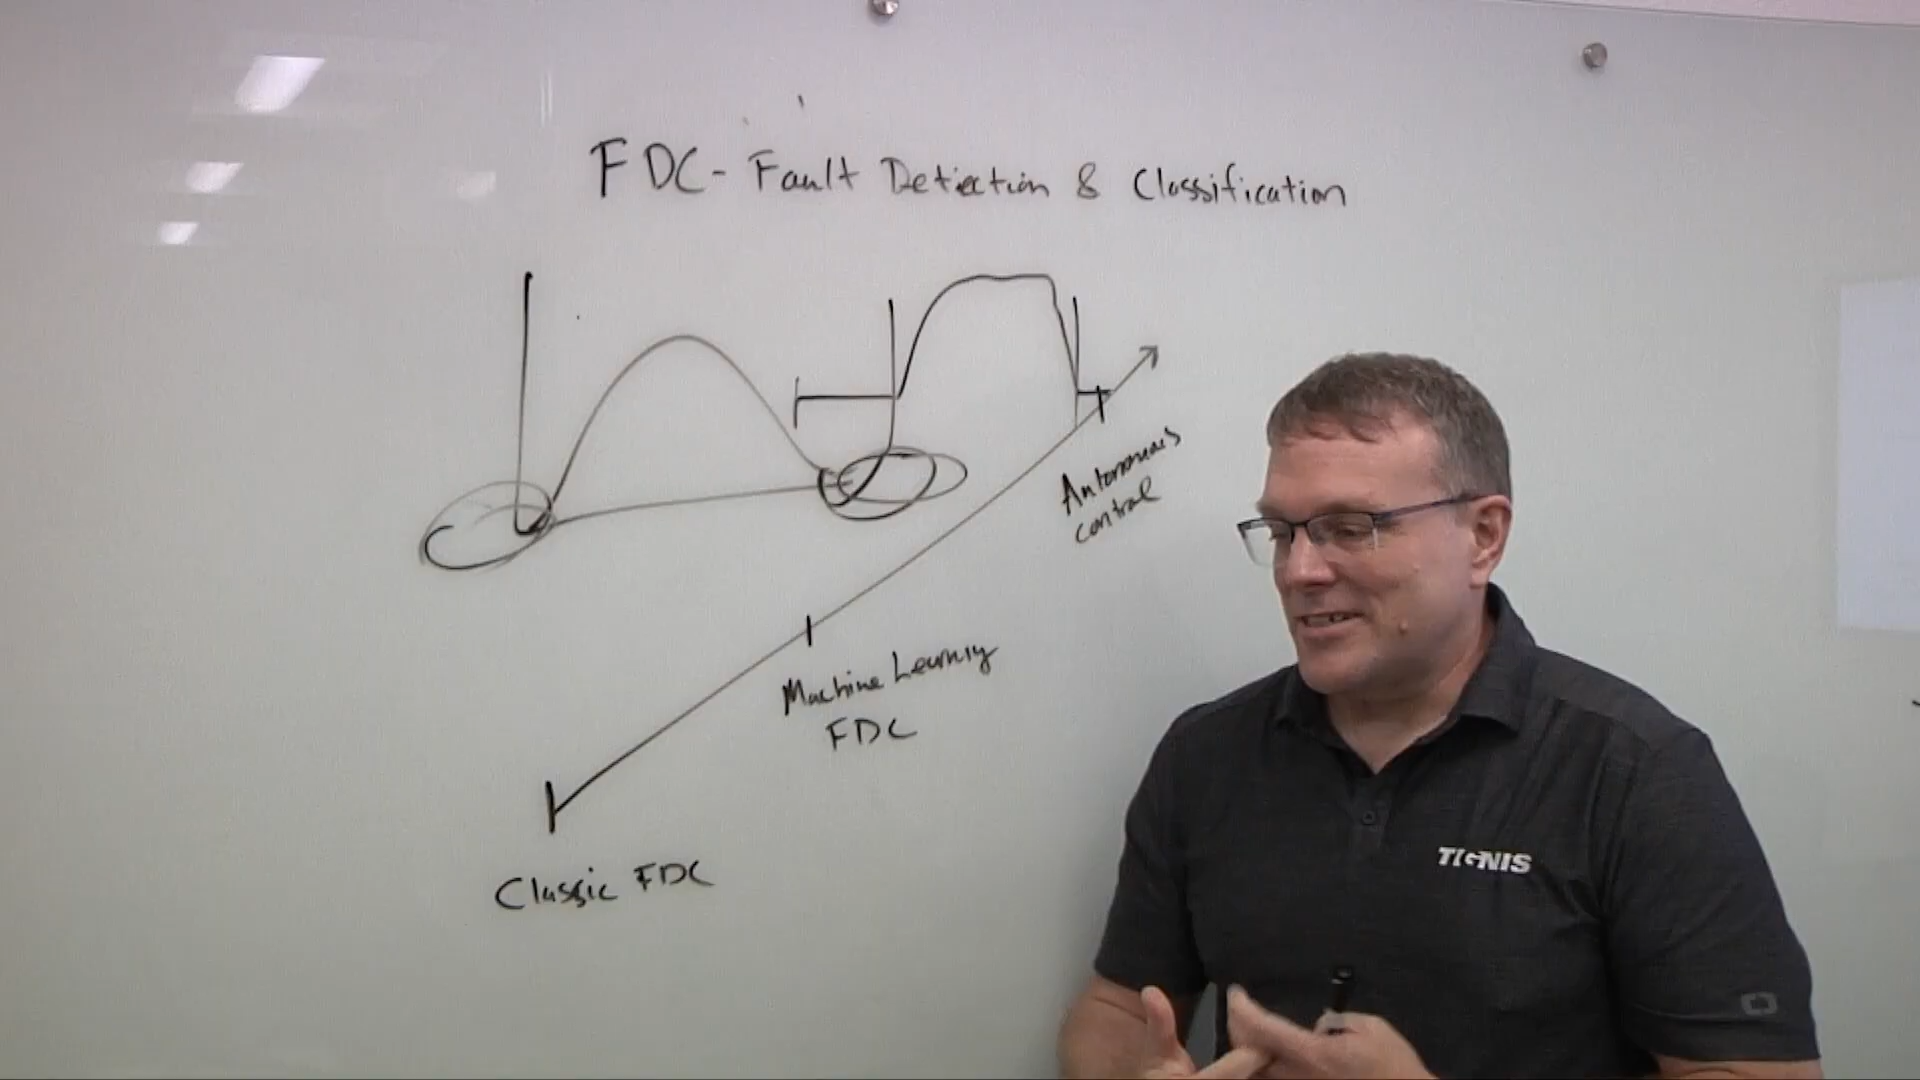 FDC - Fault Detection & Classification
Autonomous
control
Machine Learning
FDC
Classic FDC
TIGNIS